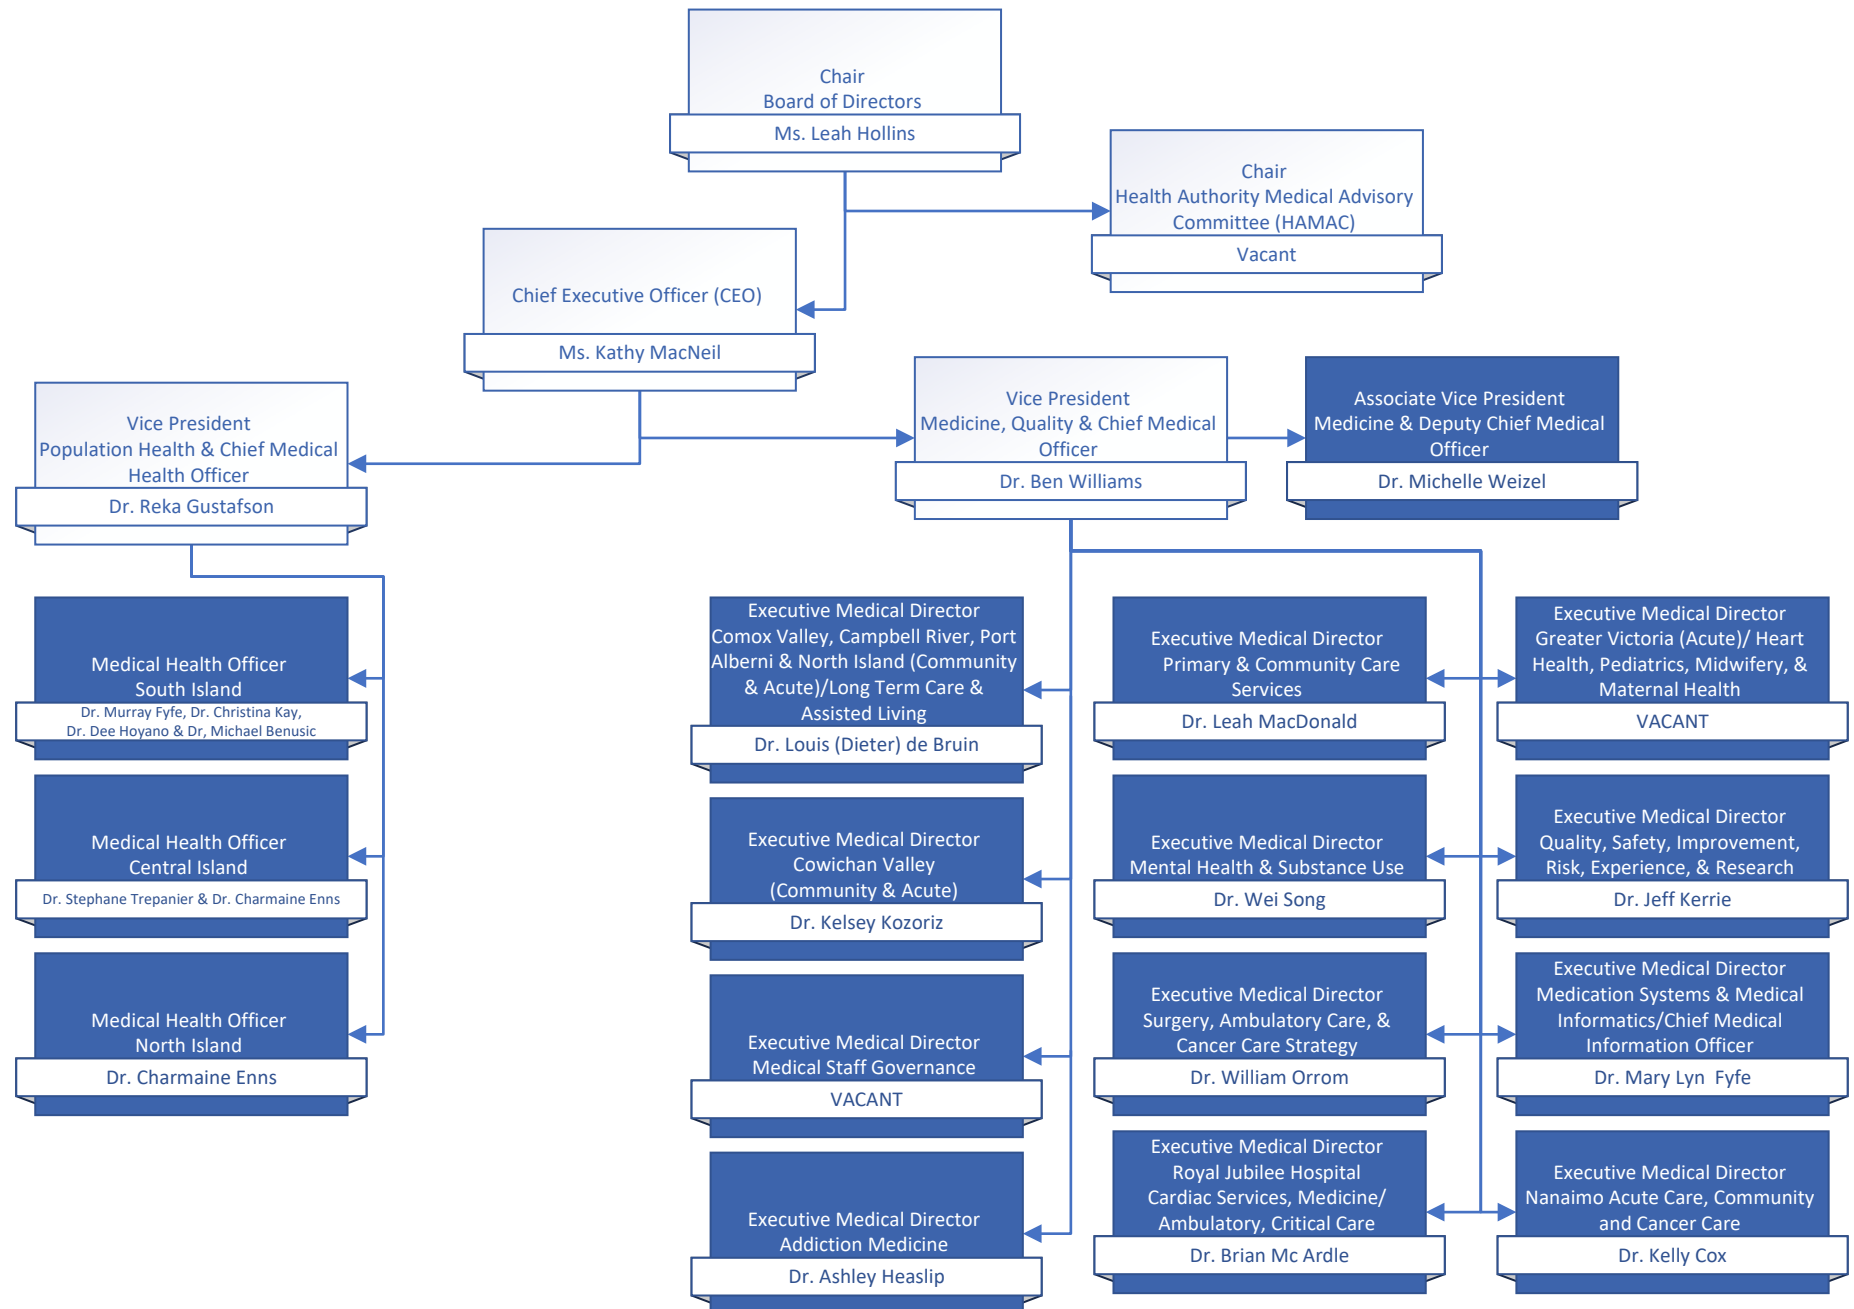 Chair
Board of Directors
Ms. Leah Hollins
Chair
Health Authority Medical Advisory
Committee (HAMAC)
Vacant
Chief Executive Officer (CEO)
Ms. Kathy MacNeil
Vice President
Population Health & Chief Medical
Health Officer
Dr. Reka Gustafson
Vice President
Medicine, Quality & Chief Medical
Officer
Dr. Ben Williams
Associate Vice President
Medicine & Deputy Chief Medical
Officer
Dr. Michelle Weizel
Medical Health Officer
South Island
Dr. Murray Fyfe, Dr. Christina Kay,
Dr. Dee Hoyano & Dr, Michael Benusic
Medical Health Officer
Central Island
Dr. Stephane Trepanier & Dr. Charmaine Enns
Medical Health Officer
North Island
Dr. Charmaine Enns
Executive Medical Director
Comox Valley, Campbell River, Port
Alberni & North Island (Community
& Acute)/Long Term Care &
Assisted Living
Dr. Louis (Dieter) de Bruin
Executive Medical Director
Cowichan Valley
(Community & Acute)
Dr. Kelsey Kozoriz
Executive Medical Director
Medical Staff Governance
VACANT
Executive Medical Director
Addiction Medicine
Dr. Ashley Heaslip
Executive Medical Director
Primary & Community Care
Services
Dr. Leah MacDonald
Executive Medical Director
Mental Health & Substance Use
Dr. Wei Song
Executive Medical Director
Surgery, Ambulatory Care, &
Cancer Care Strategy
Dr. William Orrom
Executive Medical Director
Royal Jubilee Hospital
Cardiac Services, Medicine/
Ambulatory, Critical Care
Dr. Brian Mc Ardle
Executive Medical Director
Greater Victoria (Acute)/ Heart
Health, Pediatrics, Midwifery, &
Maternal Health
VACANT
Executive Medical Director
Quality, Safety, Improvement,
Risk, Experience, & Research
Dr. Jeff Kerrie
Executive Medical Director
Medication Systems & Medical
Informatics/Chief Medical
Information Officer
Dr. Mary Lyn  Fyfe
Executive Medical Director
Nanaimo Acute Care, Community
and Cancer Care
Dr. Kelly Cox